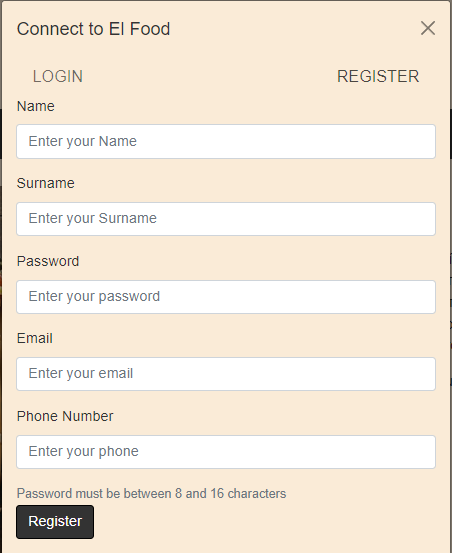 Connect to El Food
LOGIN REGISTER
Name
Enter your Name
Surname
Enter your Surname
Password
Enter your password
Email
Enter your email
Phone Number
Enter your phone
Password must be between 8 and 16 characters
Register